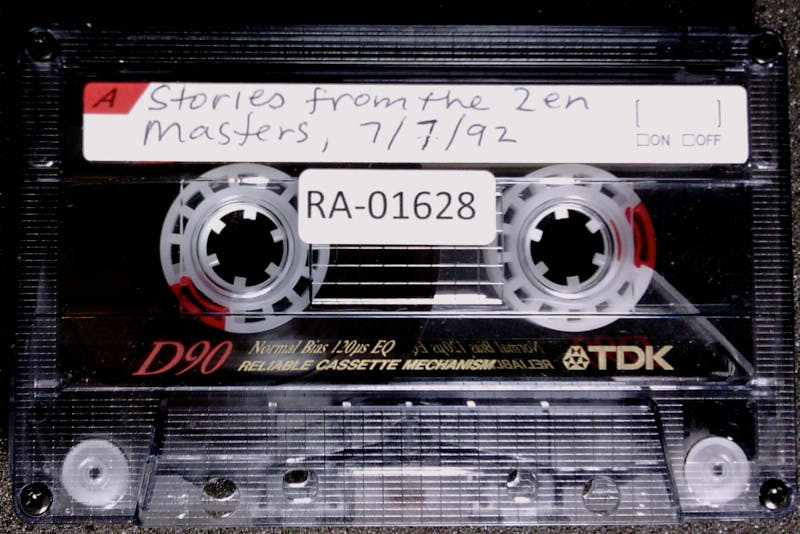 A Stories from the Zen
Masters, 7/7/92
[ ]
□ON □OFF
RA-01628
D90 Normal Bias 120µs EQ
RELIABLE CASSETTE MECHANISM
TDK